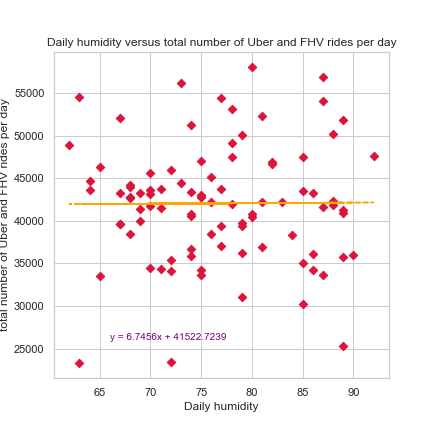 Daily humidity versus total number of Uber and FHV rides per day
total number of Uber and FHV rides per day
55000
50000
45000
40000
35000
30000
25000
y = 6.7456x + 41522.7239
65 70 75 80 85 90
Daily humidity